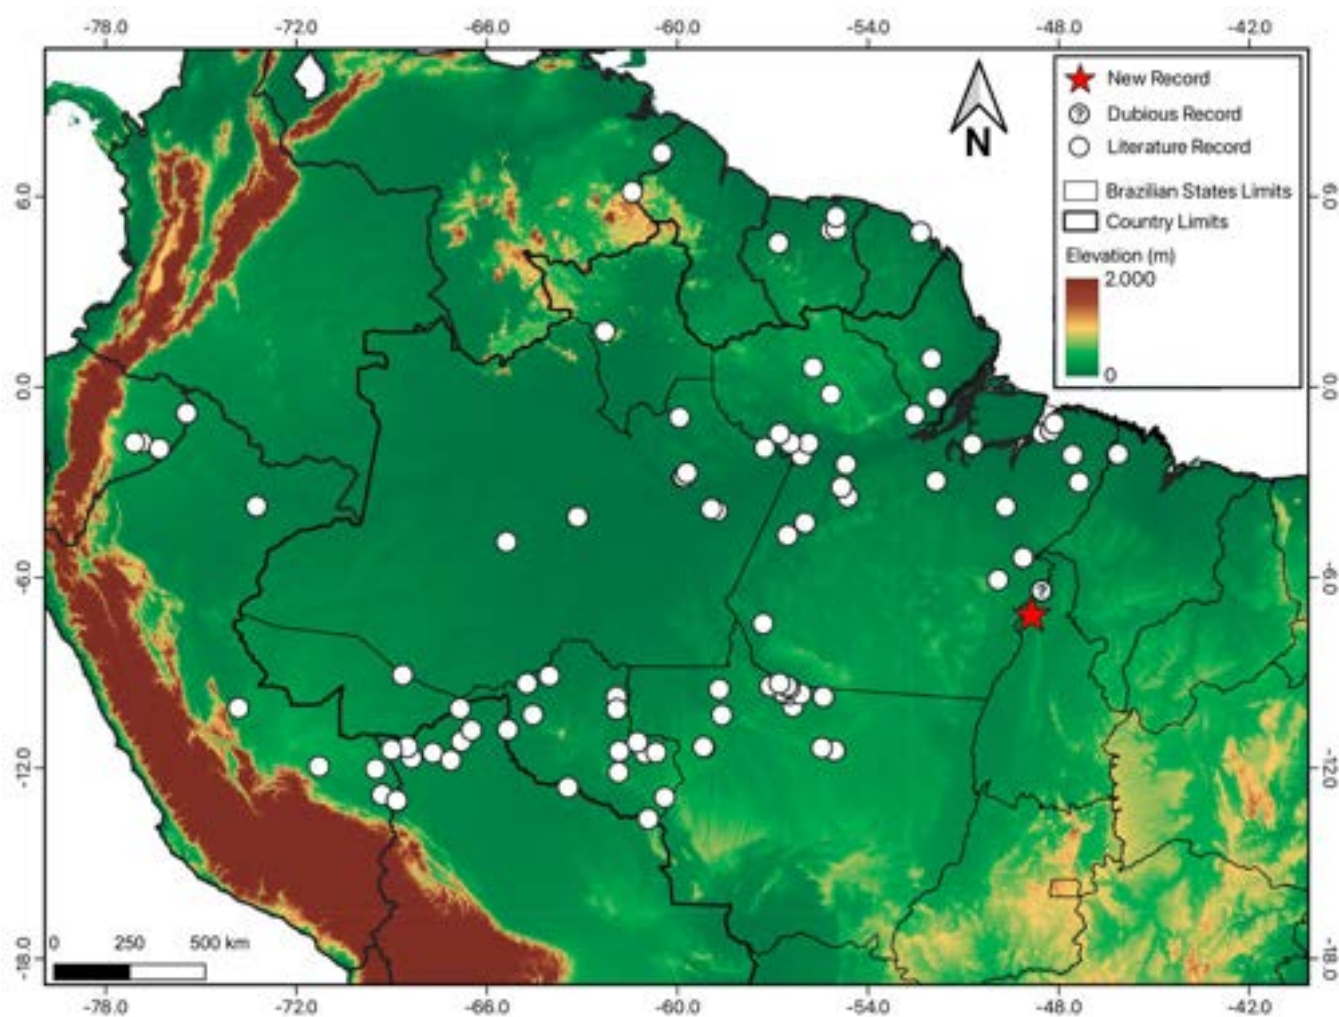 -78.0 -72.0 -66.0 -60.0 -54.0 -48.0 -42.0
New Record
? Dubious Record
Literature Record
Brazilian States Limits
Country Limits
Elevation (m)
2.000
0
N
6.0 6.0
0.0 0.0
-6.0 -6.0
?
-12.0 -12.0
-18.0 -18.0
0 250 500 km
-78.0 -72.0 -66.0 -60.0 -54.0 -48.0 -42.0